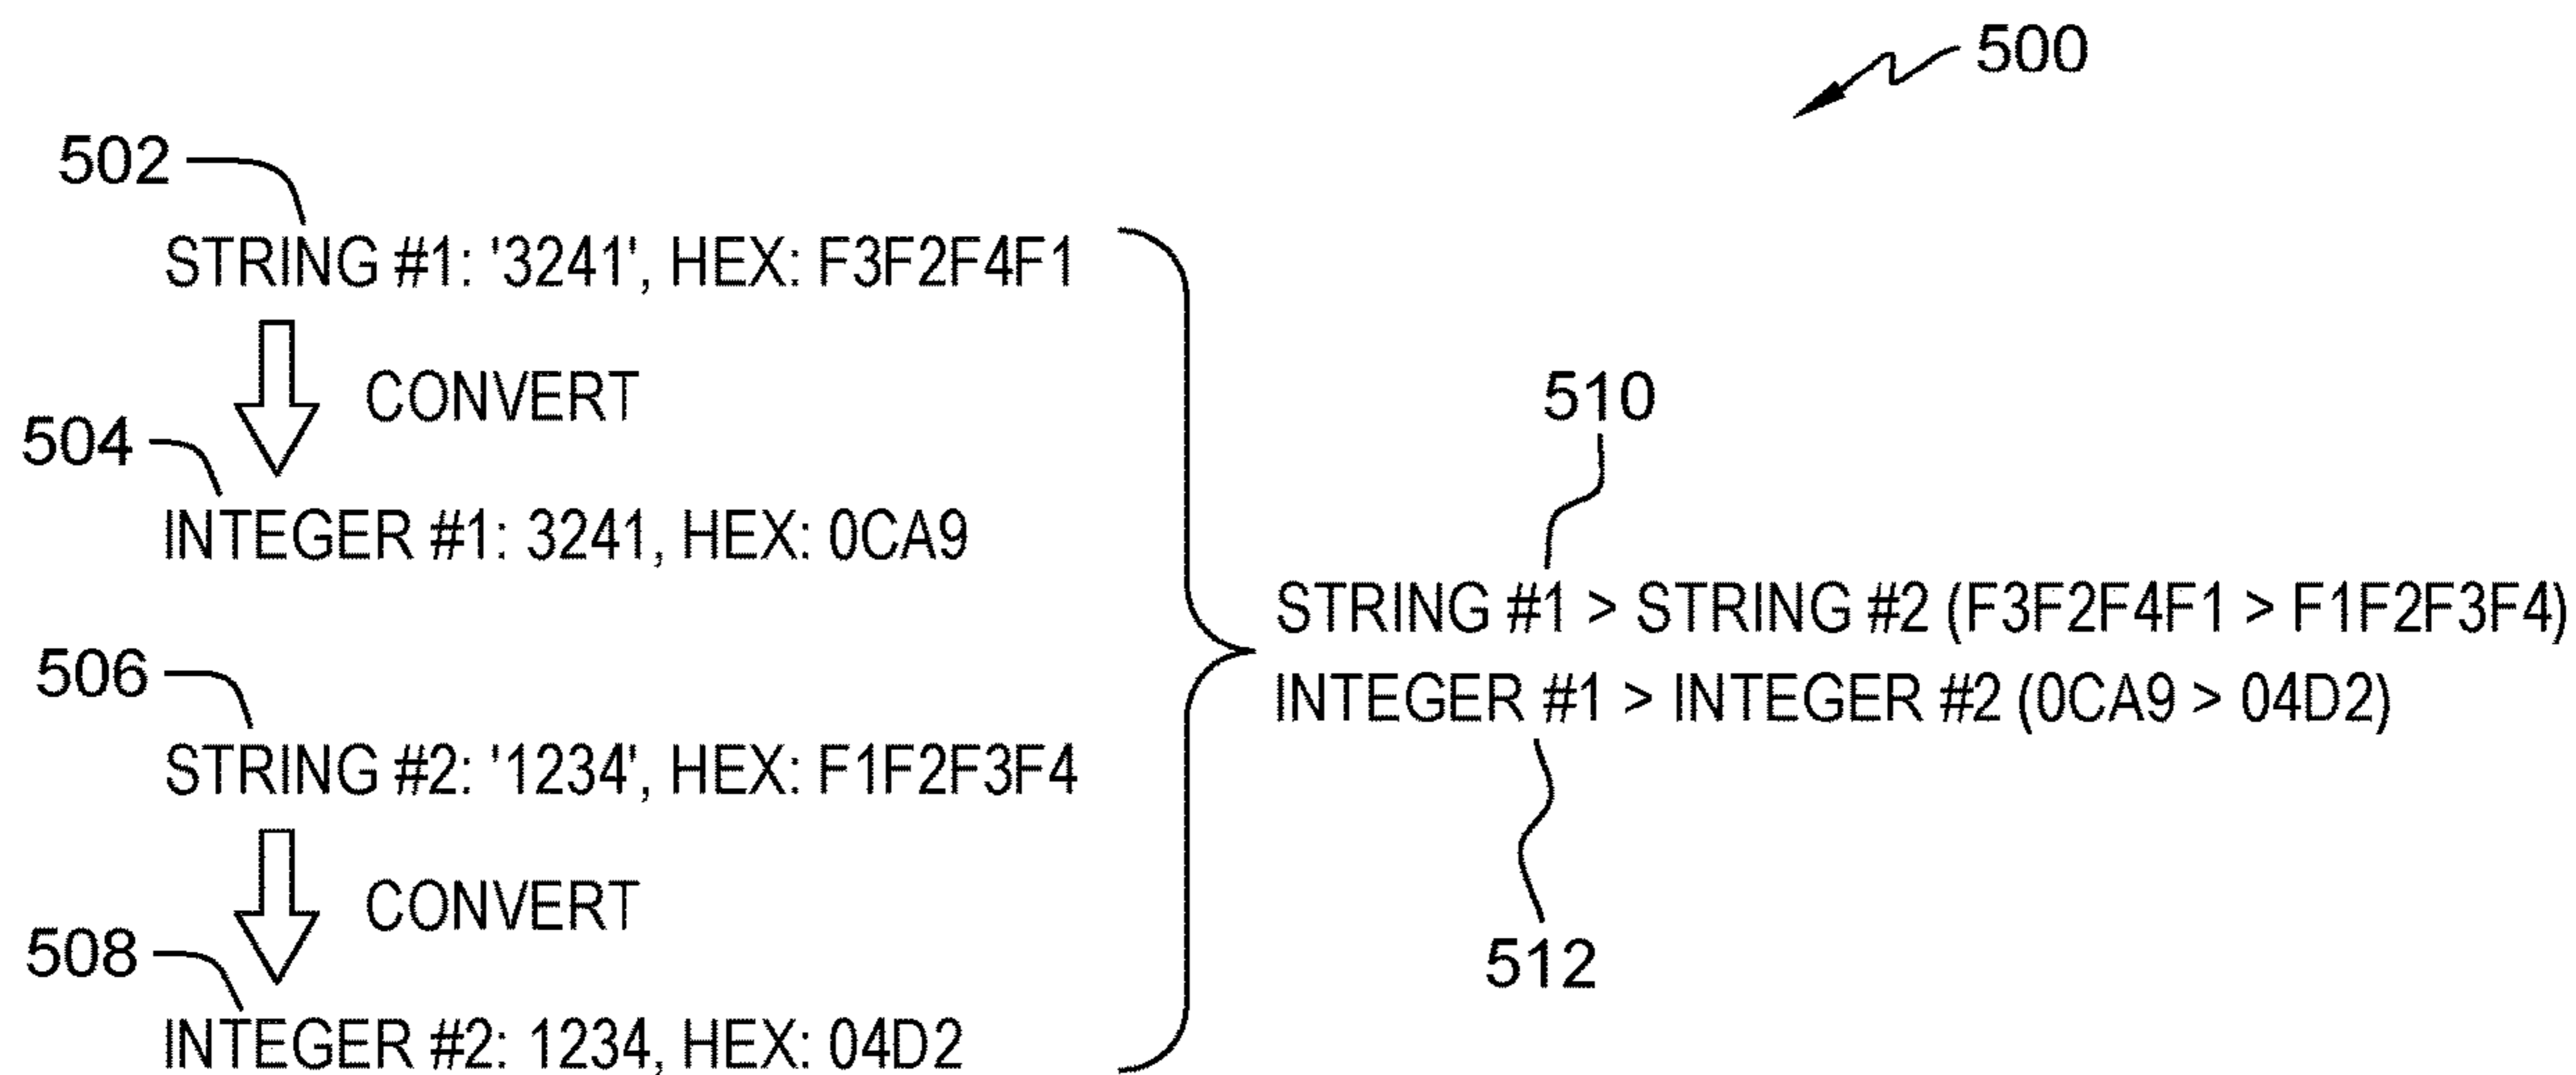 500
502
STRING #1: '3241', HEX: F3F2F4F1
CONVERT
504
INTEGER #1: 3241, HEX: 0CA9
506
STRING #2: '1234', HEX: F1F2F3F4
CONVERT
508
INTEGER #2: 1234, HEX: 04D2
510
STRING #1 > STRING #2 (F3F2F4F1 > F1F2F3F4)
INTEGER #1 > INTEGER #2 (0CA9 > 04D2)
512